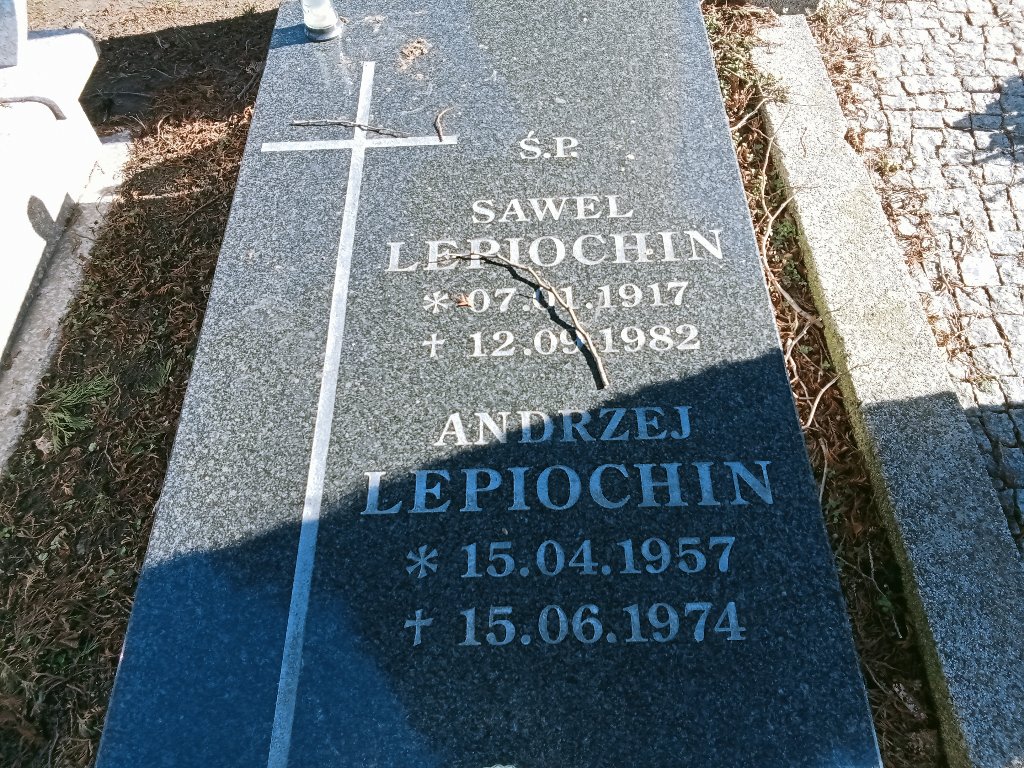 Ś.P.
SAWEL
LEPIOCHIN
* 07.01.1917
† 12.09.1982
ANDRZEJ
LEPIOCHIN
* 15.04.1957
† 15.06.1974